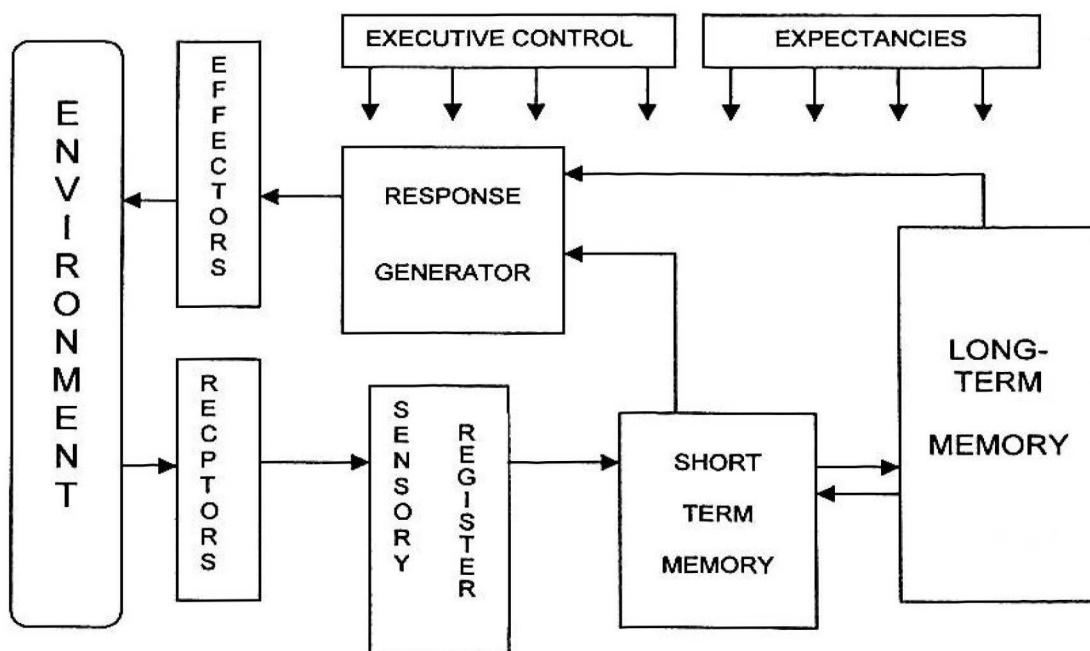 EXECUTIVE CONTROL
EXPECTANCIES
ENVIRONMENT
EFFECTORS
RESPONSE
GENERATOR
LONG-
TERM
MEMORY
RECPTORS
SENSORY
REGISTER
SHORT
TERM
MEMORY